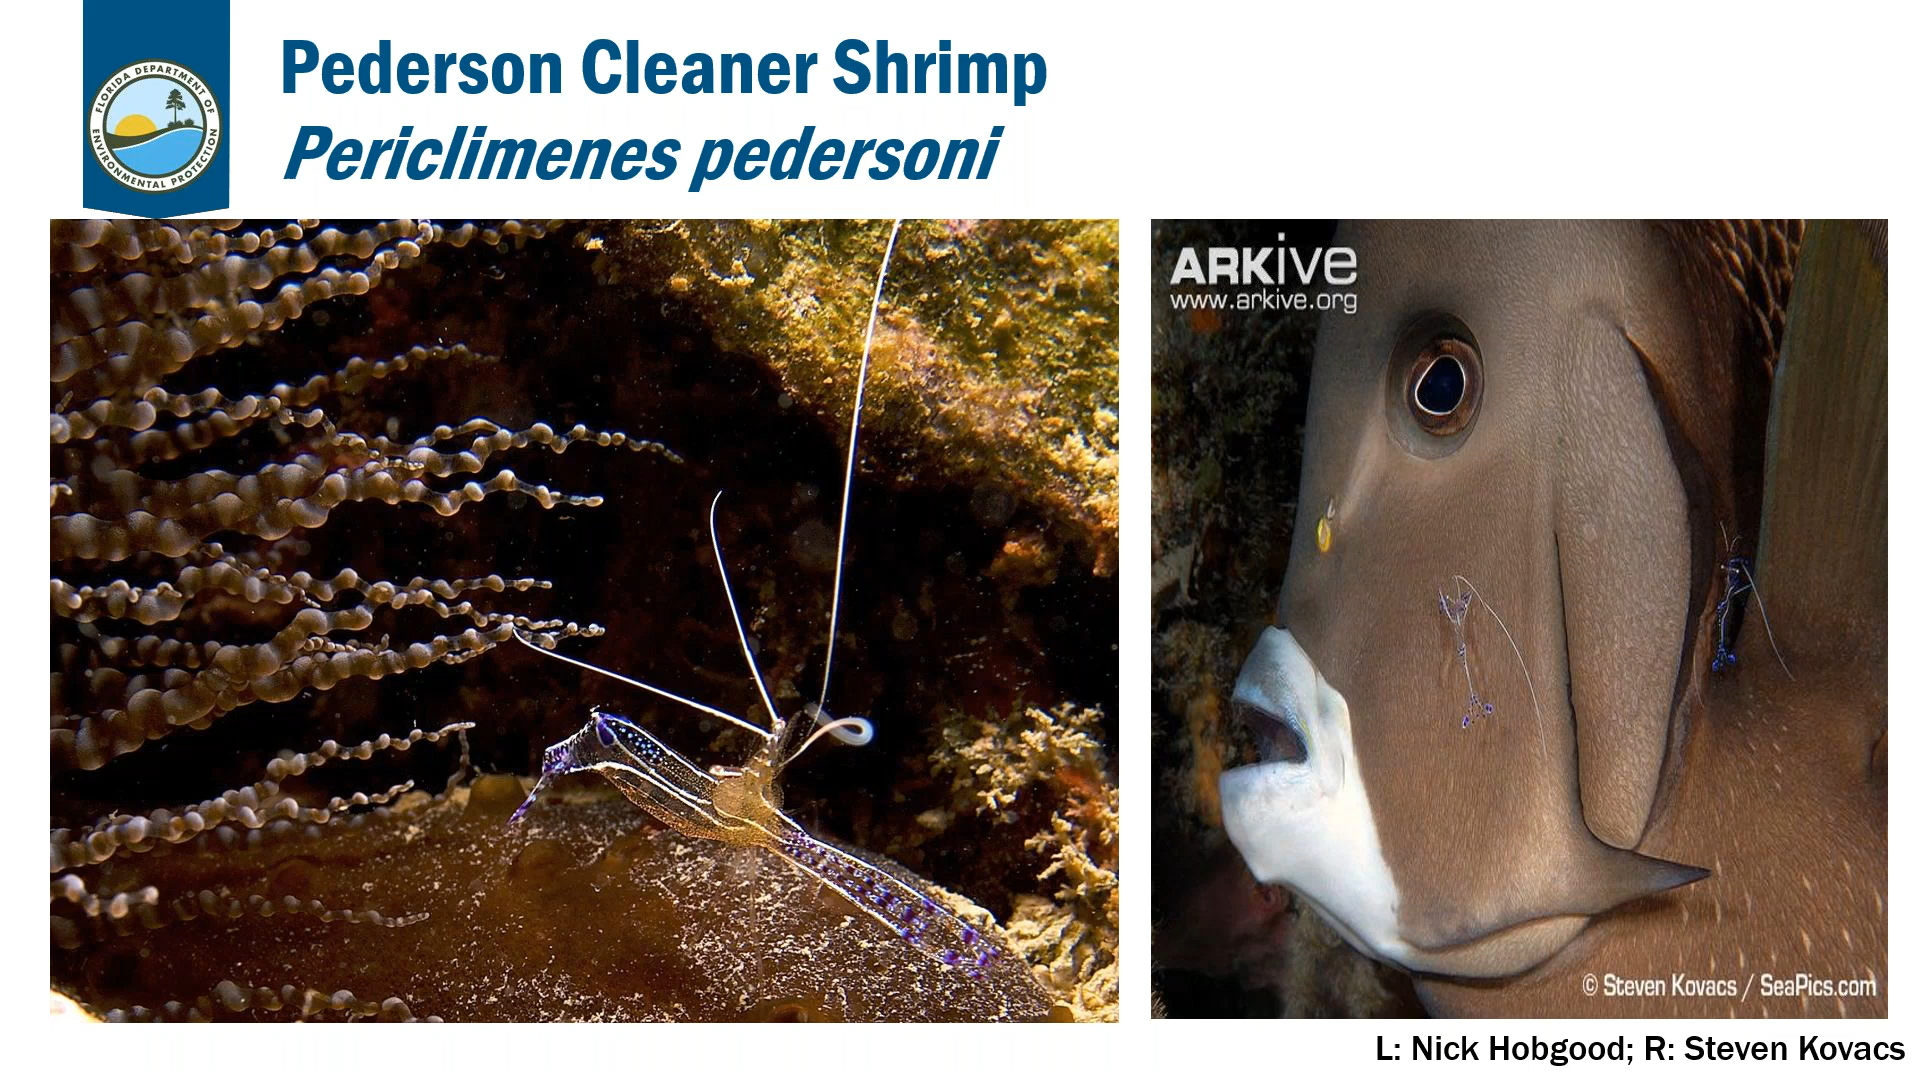 FLORIDA DEPARTMENT OF
ENVIRONMENTAL PROTECTION
Pederson Cleaner Shrimp
Periclimenes pedersoni
ARKive
www.arkive.org
© Steven Kovacs / SeaPics.com
L: Nick Hobgood; R: Steven Kovacs